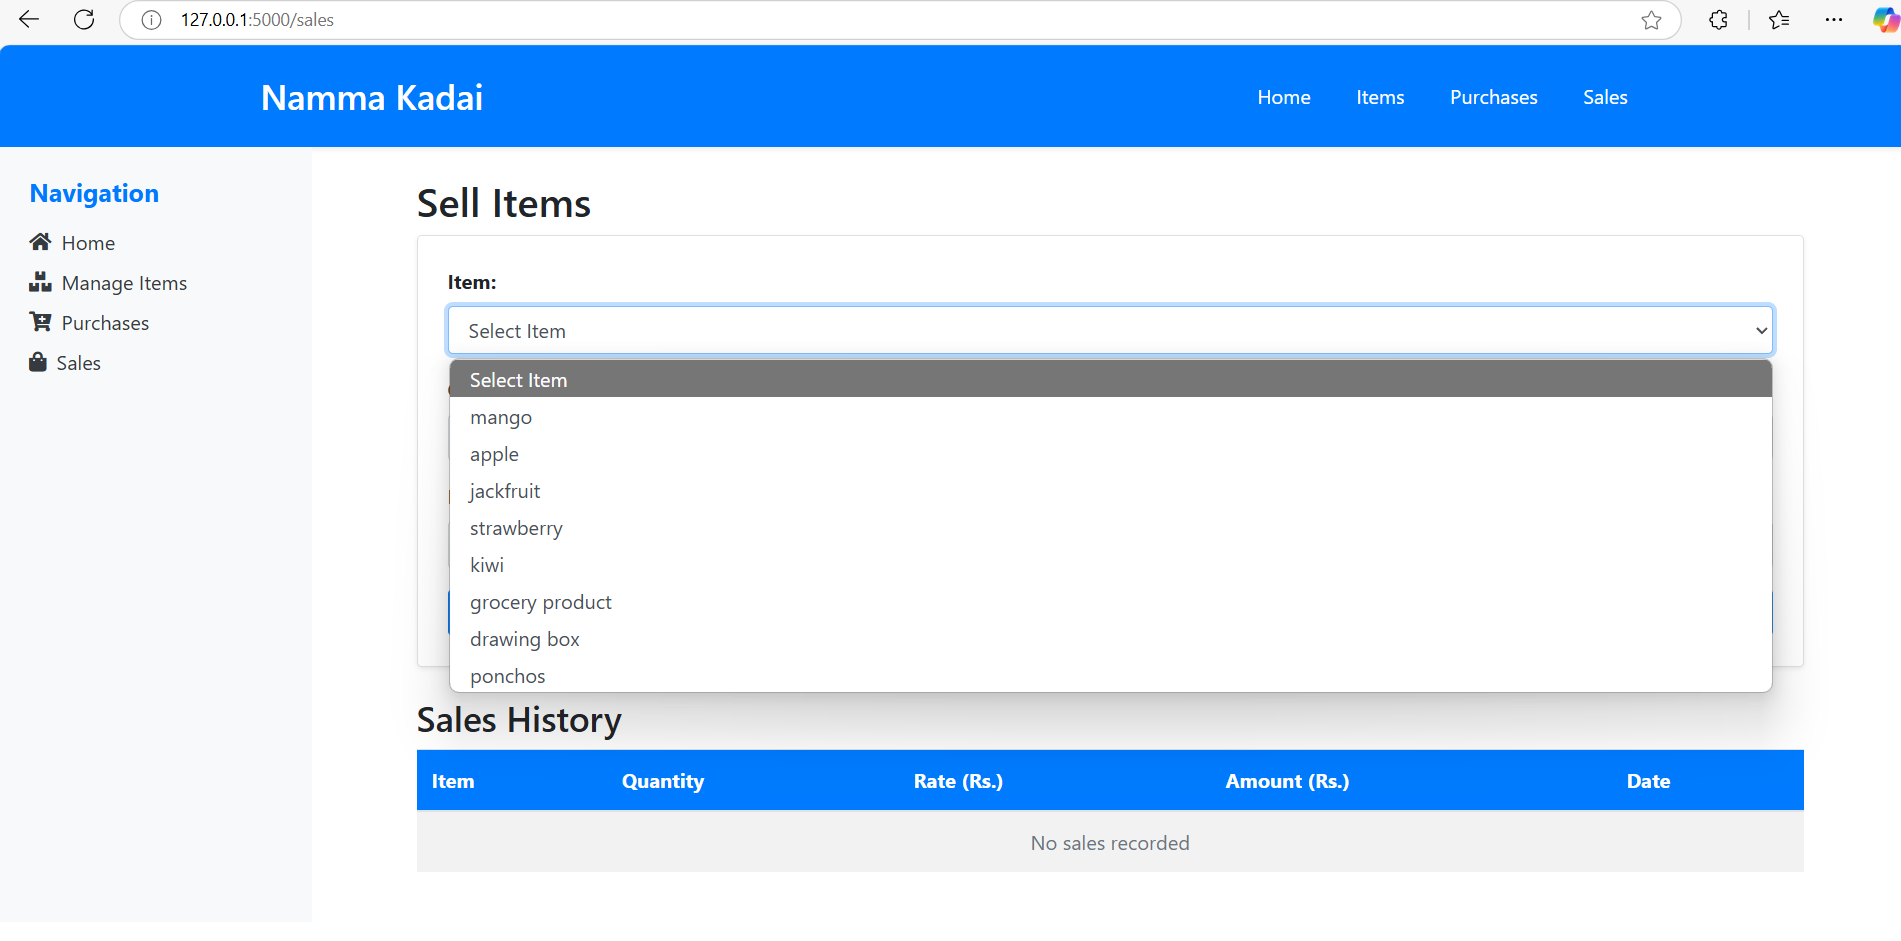 127.0.0.1:5000/sales
Namma Kadai
Home Items Purchases Sales
Navigation
Home
Manage Items
Purchases
Sales
Sell Items
Item:
Select Item
Select Item
mango
apple
jackfruit
strawberry
kiwi
grocery product
drawing box
ponchos
Sales History
Item Quantity Rate (Rs.) Amount (Rs.) Date
No sales recorded